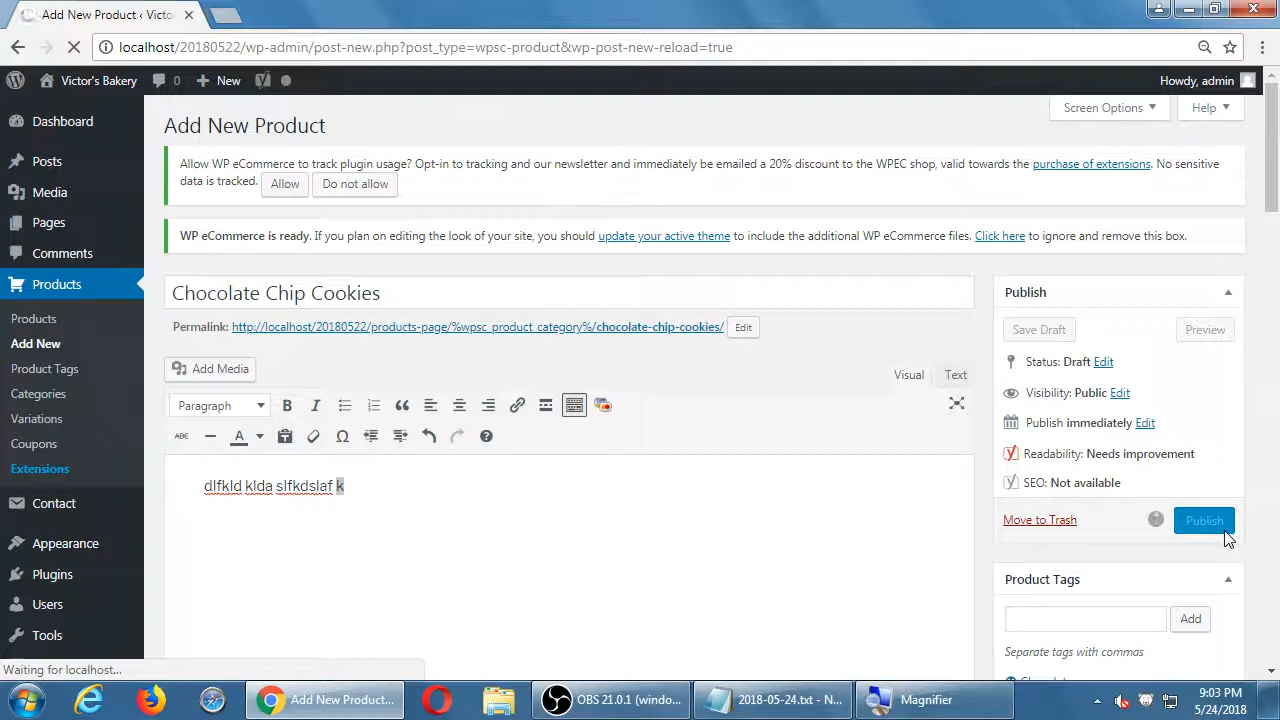 Add New Product ‹ Victo
localhost/20180522/wp-admin/post-new.php?post_type=wpsc-product&wp-post-new-reload=true
Victor's Bakery 0 New Howdy, admin
Screen Options Help
Add New Product
Allow WP eCommerce to track plugin usage? Opt-in to tracking and our newsletter and immediately be emailed a 20% discount to the WPEC shop, valid towards the purchase of extensions. No sensitive
data is tracked. Allow Do not allow
WP eCommerce is ready. If you plan on editing the look of your site, you should update your active theme to include the additional WP eCommerce files. Click here to ignore and remove this box.
Dashboard
Posts
Media
Pages
Comments
Products
Products
Add New
Product Tags
Categories
Variations
Coupons
Extensions
Contact
Appearance
Plugins
Users
Tools
Chocolate Chip Cookies
Permalink: http://localhost/20180522/products-page/%wpsc_product_category%/chocolate-chip-cookies/ Edit
Add Media
Visual Text
Paragraph B I
ABC A
dlfkld klda slfkdslaf k
Publish
Save Draft Preview
Status: Draft Edit
Visibility: Public Edit
Publish immediately Edit
Readability: Needs improvement
SEO: Not available
Move to Trash Publish
Product Tags
Add
Separate tags with commas
Waiting for localhost...
Add New Product... OBS 21.0.1 (windo... 2018-05-24.txt - N... Magnifier
9:03 PM
5/24/2018